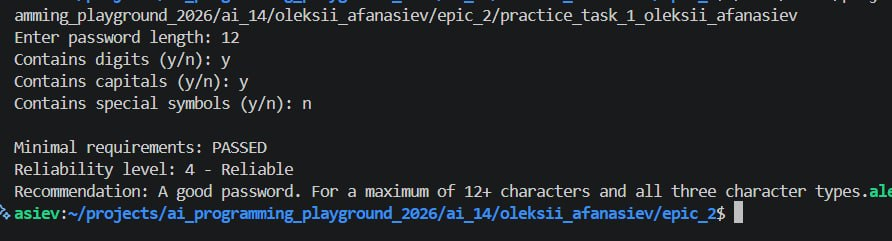 amming_playground_2026/ai_14/oleksii_afanasiev/epic_2/practice_task_1_oleksii_afanasiev
Enter password length: 12
Contains digits (y/n): y
Contains capitals (y/n): y
Contains special symbols (y/n): n
Minimal requirements: PASSED
Reliability level: 4 - Reliable
Recommendation: A good password. For a maximum of 12+ characters and all three character types.ale
asiev:~/projects/ai_programming_playground_2026/ai_14/oleksii_afanasiev/epic_2$